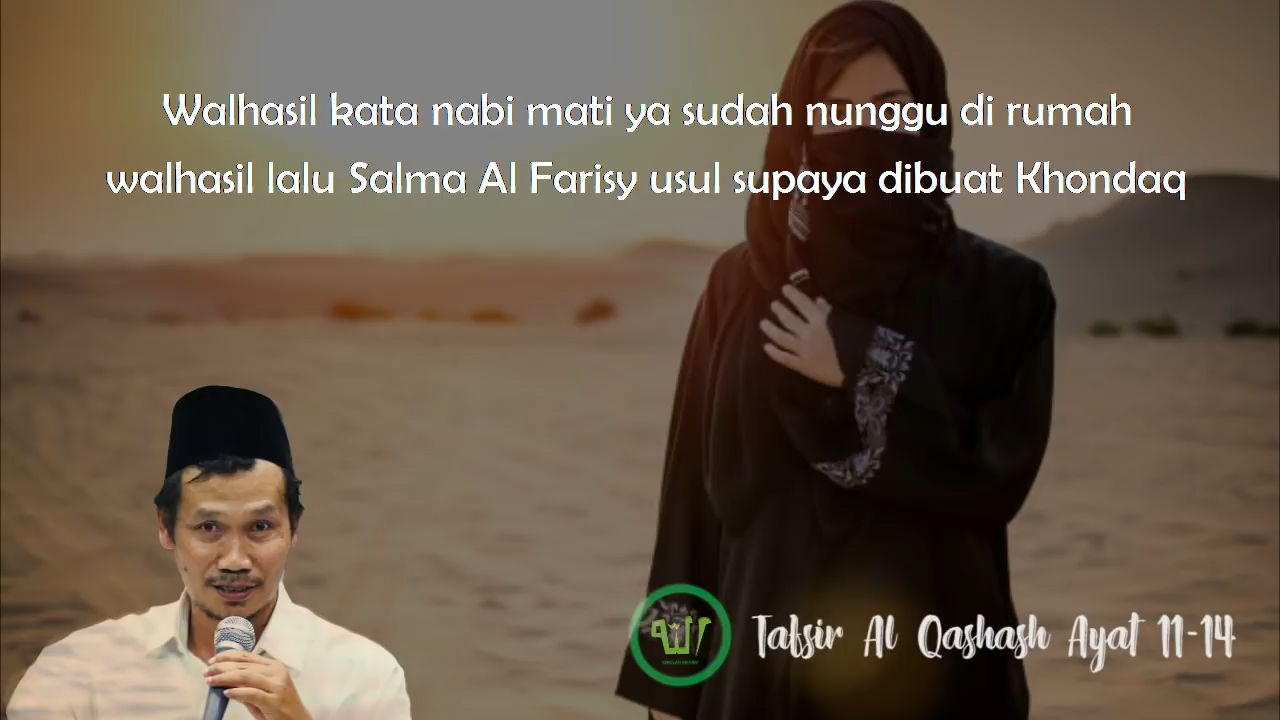 Walhasil kata nabi mati ya sudah nunggu di rumah
walhasil lalu Salma Al Farisy usul supaya dibuat Khondaq
Tafsir Al Qashash Ayat 11-14